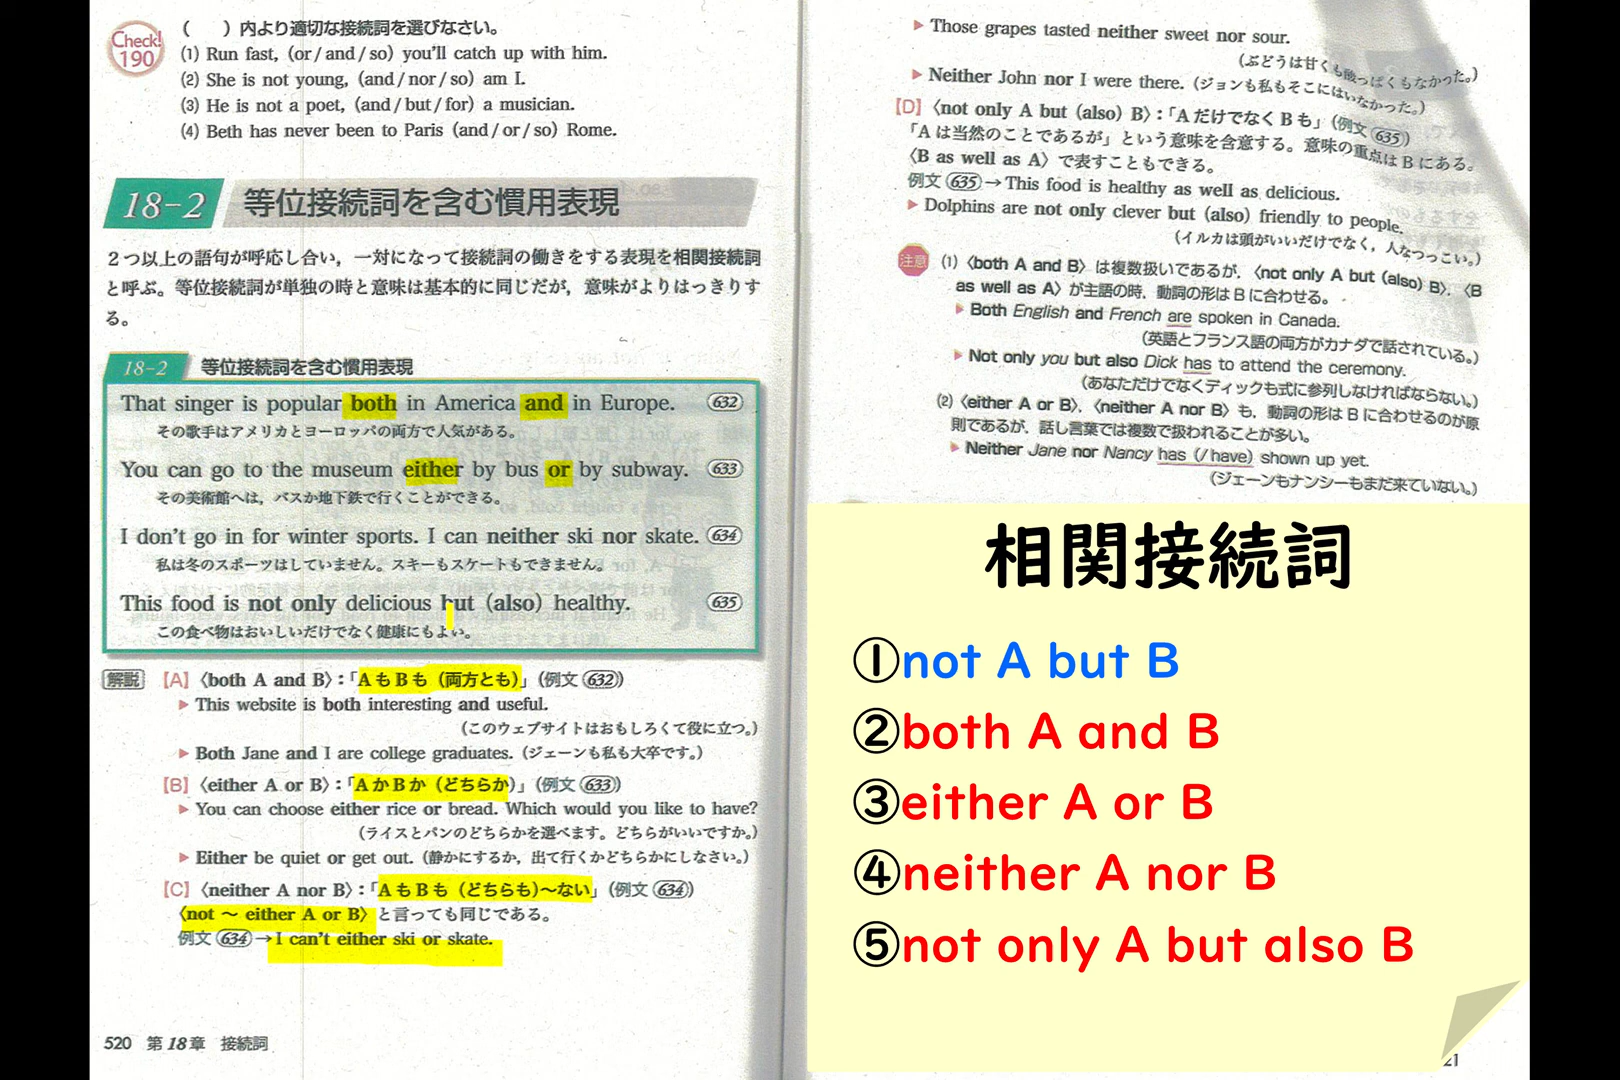 Check! 190
(　　)内より適切な接続詞を選びなさい。
(1) Run fast, (or / and / so) you'll catch up with him.
(2) She is not young, (and / nor / so) am I.
(3) He is not a poet, (and / but / for) a musician.
(4) Beth has never been to Paris (and / or / so) Rome.
18-2 等位接続詞を含む慣用表現
2つ以上の語句が呼応し合い，一対になって接続詞の働きをする表現を相関接続詞
と呼ぶ。等位接続詞が単独の時と意味は基本的に同じだが，意味がよりはっきりす
る。
18-2 等位接続詞を含む慣用表現
That singer is popular both in America and in Europe. 632
その歌手はアメリカとヨーロッパの両方で人気がある。
You can go to the museum either by bus or by subway. 633
その美術館へは，バスか地下鉄で行くことができる。
I don't go in for winter sports. I can neither ski nor skate. 634
私は冬のスポーツはしていません。スキーもスケートもできません。
This food is not only delicious but (also) healthy. 635
この食べ物はおいしいだけでなく健康にもよい。
解説 [A]〈both A and B〉：「AもBも（両方とも）」（例文632）
▶ This website is both interesting and useful.
（このウェブサイトはおもしろくて役に立つ。）
▶ Both Jane and I are college graduates.（ジェーンも私も大卒です。）
[B]〈either A or B〉：「AかBか（どちらか）」（例文633）
▶ You can choose either rice or bread. Which would you like to have?
（ライスとパンのどちらかを選べます。どちらがいいですか。）
▶ Either be quiet or get out.（静かにするか，出て行くかどちらかにしなさい。）
[C]〈neither A nor B〉：「AもBも（どちらも）～ない」（例文634）
〈not ～ either A or B〉と言っても同じである。
例文634→I can't either ski or skate.
520 第18章 接続詞
▶ Those grapes tasted neither sweet nor sour.
（ぶどうは甘くも酸っぱくもなかった。）
▶ Neither John nor I were there.（ジョンも私もそこにはいなかった。）
[D]〈not only A but (also) B〉：「AだけでなくBも」（例文635）
「Aは当然のことであるが」という意味を含意する。意味の重点はBにある。
〈B as well as A〉で表すこともできる。
例文635→This food is healthy as well as delicious.
▶ Dolphins are not only clever but (also) friendly to people.
（イルカは頭がいいだけでなく，人なつっこい。）
注意 (1)〈both A and B〉は複数扱いであるが，〈not only A but (also) B〉，〈B
as well as A〉が主語の時，動詞の形はBに合わせる。
▶ Both English and French are spoken in Canada.
（英語とフランス語の両方がカナダで話されている。）
▶ Not only you but also Dick has to attend the ceremony.
（あなただけでなくディックも式に参列しなければならない。）
(2)〈either A or B〉，〈neither A nor B〉も，動詞の形はBに合わせるのが原
則であるが，話し言葉では複数で扱われることが多い。
▶ Neither Jane nor Nancy has (/ have) shown up yet.
（ジェーンもナンシーもまだ来ていない。）
相関接続詞
①not A but B
②both A and B
③either A or B
④neither A nor B
⑤not only A but also B
21